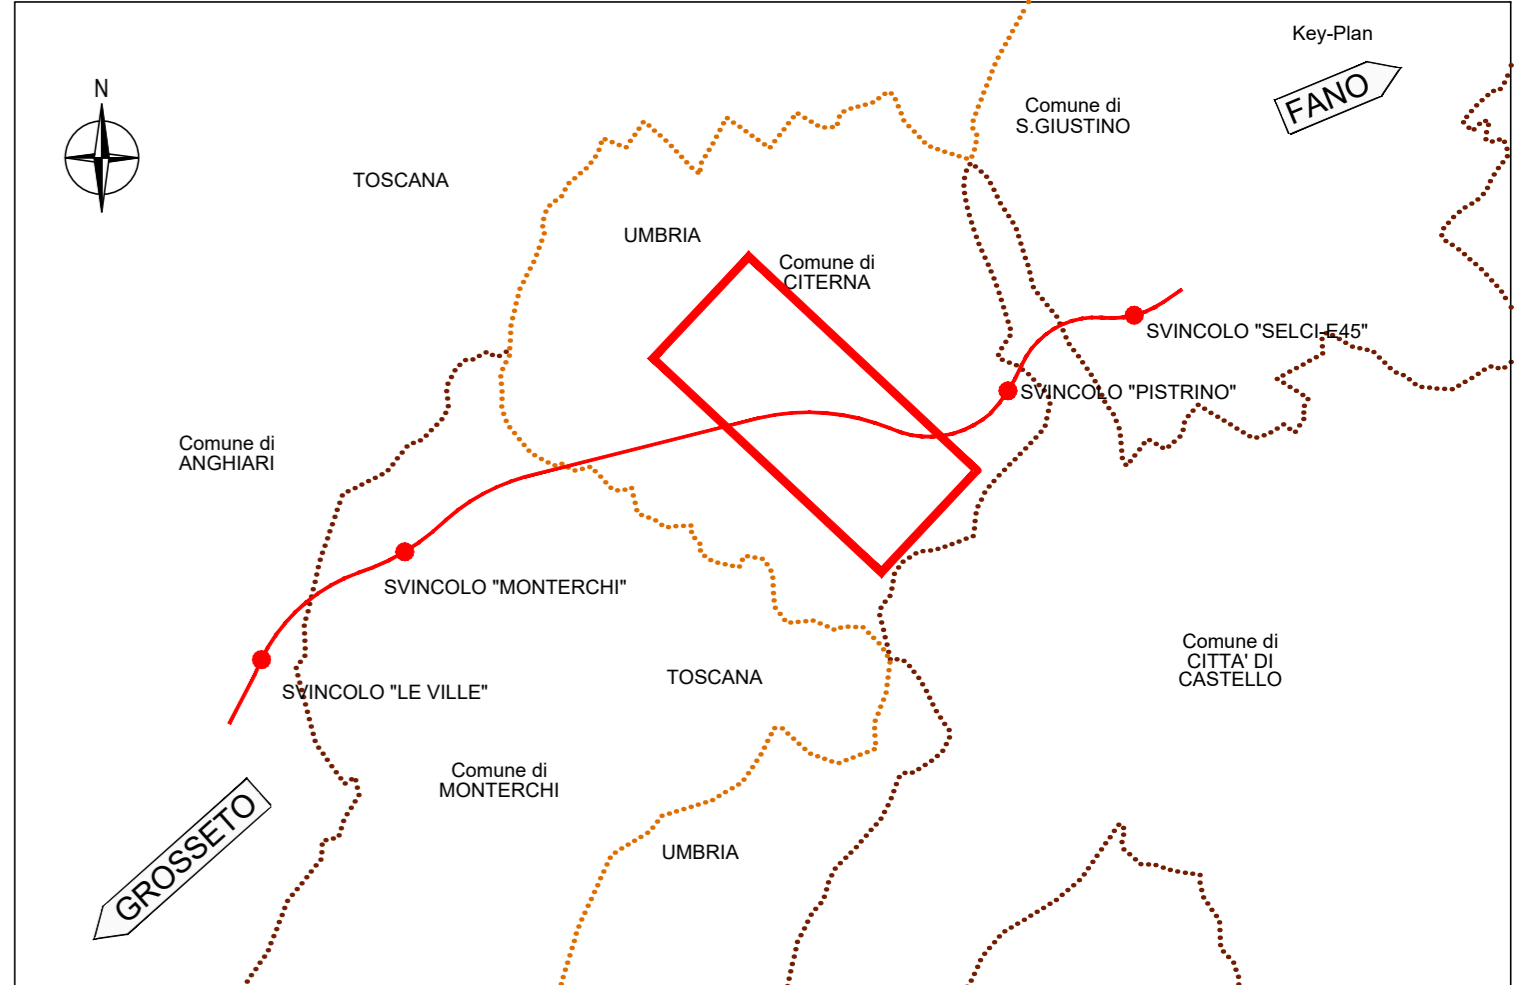 Key-Plan
FANO
N
Comune di
S.GIUSTINO
TOSCANA
UMBRIA
Comune di
CITERNA
SVINCOLO "SELCI-E45"
SVINCOLO "PISTRINO"
Comune di
ANGHIARI
SVINCOLO "MONTERCHI"
Comune di
CITTA' DI
CASTELLO
TOSCANA
SVINCOLO "LE VILLE"
Comune di
MONTERCHI
GROSSETO
UMBRIA